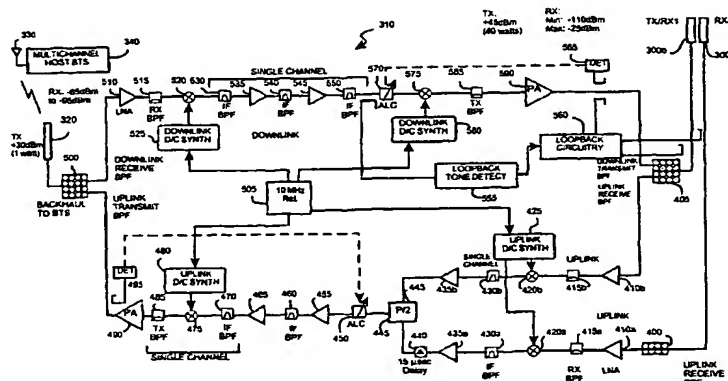 310
TX:
+46dBm
(40 watts)
RX:
Min: -110dBm
Max: -25dBm
TX/RX1
RX
300b
330
MULTICHANNEL
HOST BTS
340
RX: -65dBm
to -95dBm
320
TX
+30dBm
(1 watt)
500
BACKHAUL
TO BTS
510
LNA
515
RX
BPF
520
530
IF
BPF
535
540
IF
BPF
545
550
IF
BPF
SINGLE CHANNEL
DOWNLINK
570
ALC
575
585
TX
BPF
590
PA
565
DET
525
DOWNLINK
D/C SYNTH
DOWNLINK
D/C SYNTH
580
560
LOOPBACK
CIRCUITRY
LOOPBACK
TONE DETECT
555
DOWNLINK
RECEIVE
BPF
UPLINK
TRANSMIT
BPF
505
10 MHz
Ref.
DOWNLINK
TRANSMIT
BPF
UPLINK
RECEIVE
BPF
405
425
UPLINK
D/C SYNTH
480
UPLINK
D/C SYNTH
DET
495
PA
490
485
TX
BPF
475
470
IF
BPF
SINGLE CHANNEL
465
460
IF
BPF
455
ALC
450
445
445
440
15 µsec
Delay
435b
SINGLE
CHANNEL
430b
420b
UPLINK
415b
410b
435a
430a
IF
BPF
420a
UPLINK
415a
RX
BPF
410a
LNA
400
UPLINK
RECEIVE